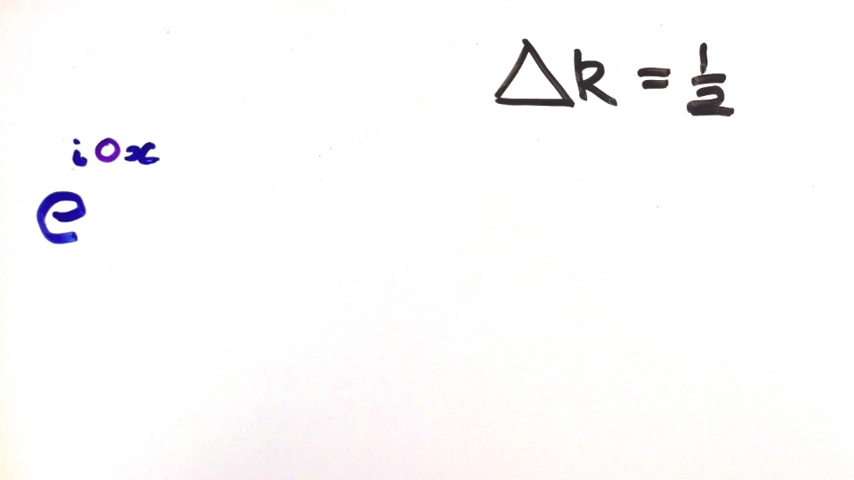 Δk = 1/2
e^{i0x}